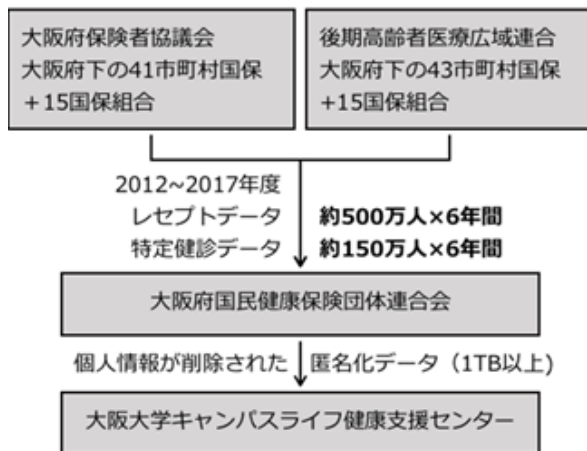 大阪府保険者協議会
大阪府下の41市町村国保
＋15国保組合
後期高齢者医療広域連合
大阪府下の43市町村国保
＋15国保組合
2012~2017年度
レセプトデータ 約500万人×6年間
特定健診データ 約150万人×6年間
大阪府国民健康保険団体連合会
個人情報が削除された 匿名化データ（1TB以上)
大阪大学キャンパスライフ健康支援センター